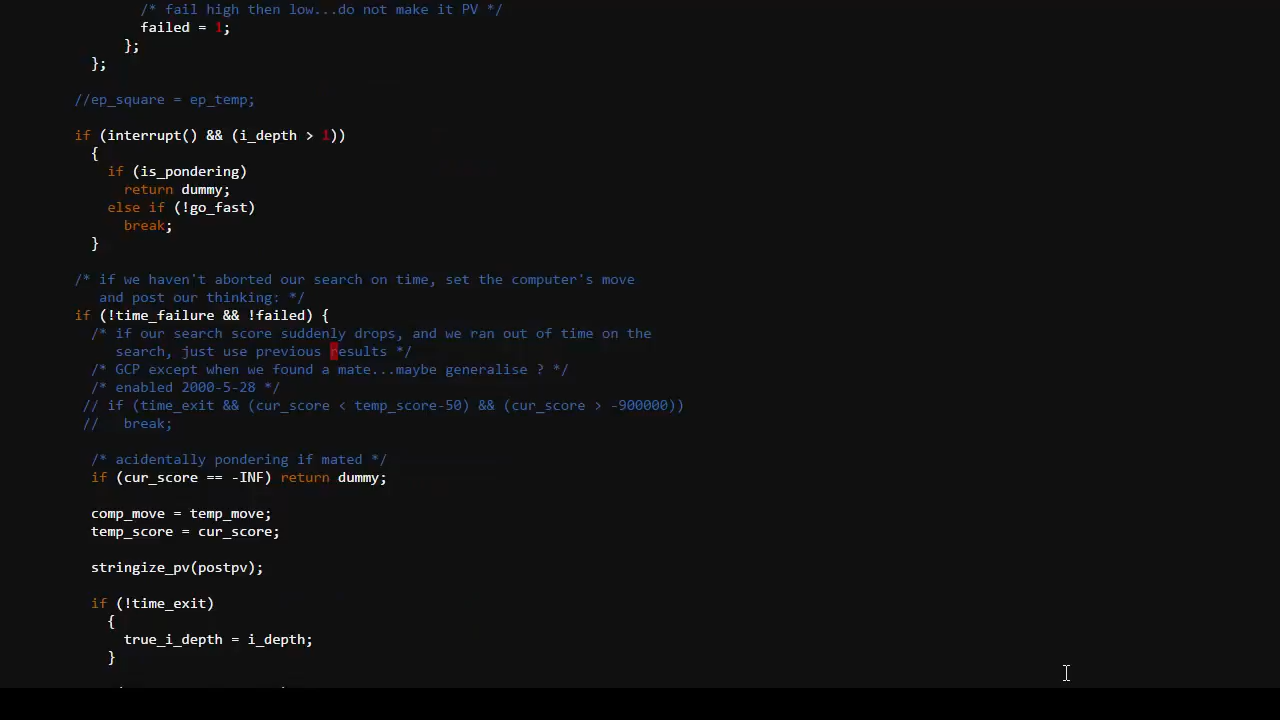 /* fail high then low...do not make it PV */
failed = 1;
};
};
//ep_square = ep_temp;
if (interrupt() && (i_depth > 1))
{
if (is_pondering)
return dummy;
else if (!go_fast)
break;
}
/* if we haven't aborted our search on time, set the computer's move
and post our thinking: */
if (!time_failure && !failed) {
/* if our search score suddenly drops, and we ran out of time on the
search, just use previous results */
/* GCP except when we found a mate...maybe generalise ? */
/* enabled 2000-5-28 */
// if (time_exit && (cur_score < temp_score-50) && (cur_score > -900000))
// break;
/* acidentally pondering if mated */
if (cur_score == -INF) return dummy;
comp_move = temp_move;
temp_score = cur_score;
stringize_pv(postpv);
if (!time_exit)
{
true_i_depth = i_depth;
}